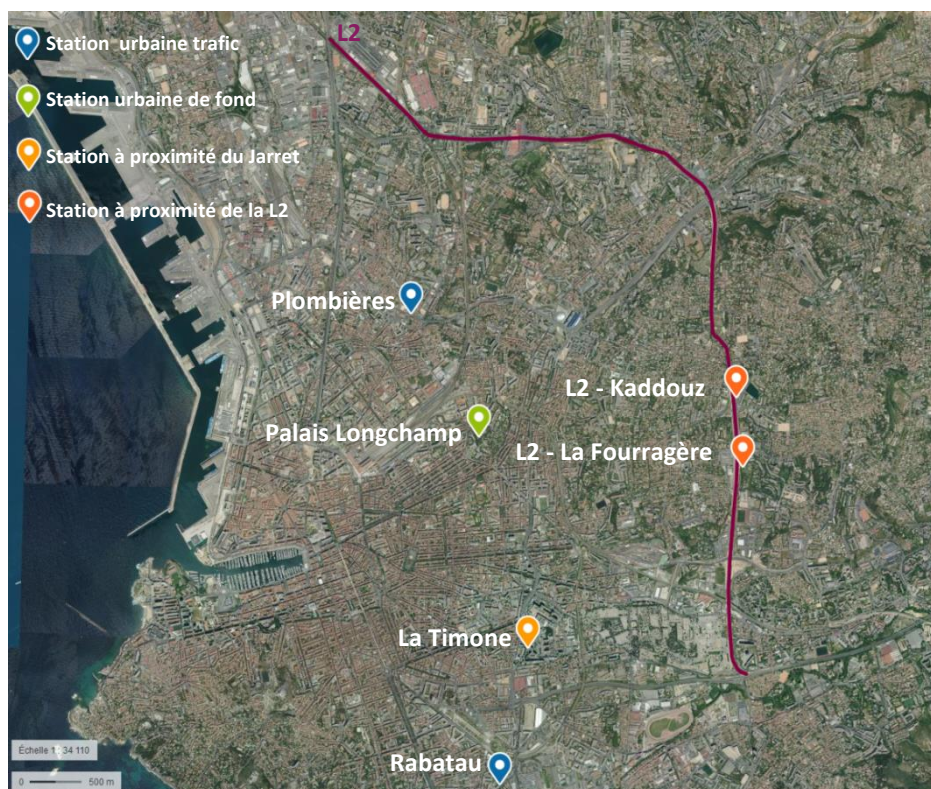 L2
Station urbaine trafic
Station urbaine de fond
Station à proximité du Jarret
Station à proximité de la L2
Plombières
L2 - Kaddouz
Palais Longchamp
L2 - La Fourragère
La Timone
Rabatau
Échelle 1 : 34 110
0 500 m